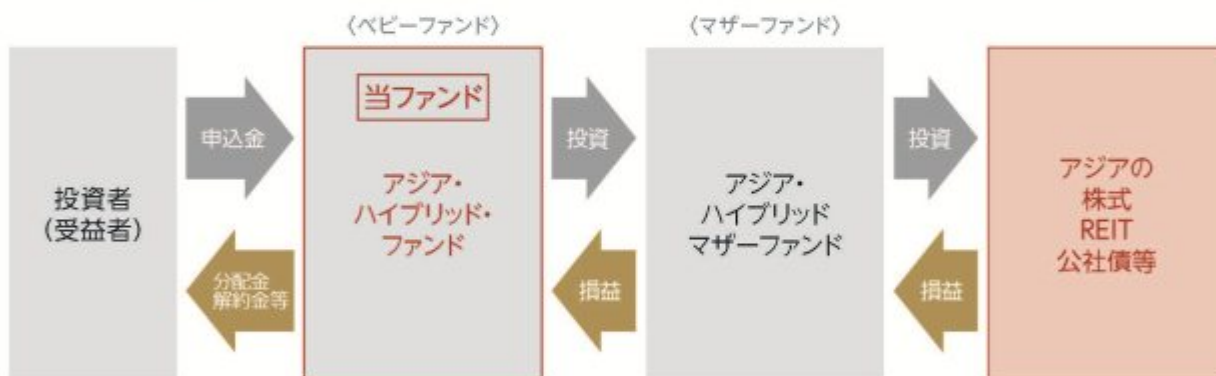 〈ベビーファンド〉
〈マザーファンド〉
投資者
(受益者)
申込金
分配金
解約金等
当ファンド
アジア・
ハイブリッド・
ファンド
投資
損益
アジア・
ハイブリッド
マザーファンド
投資
損益
アジアの
株式
REIT
公社債等